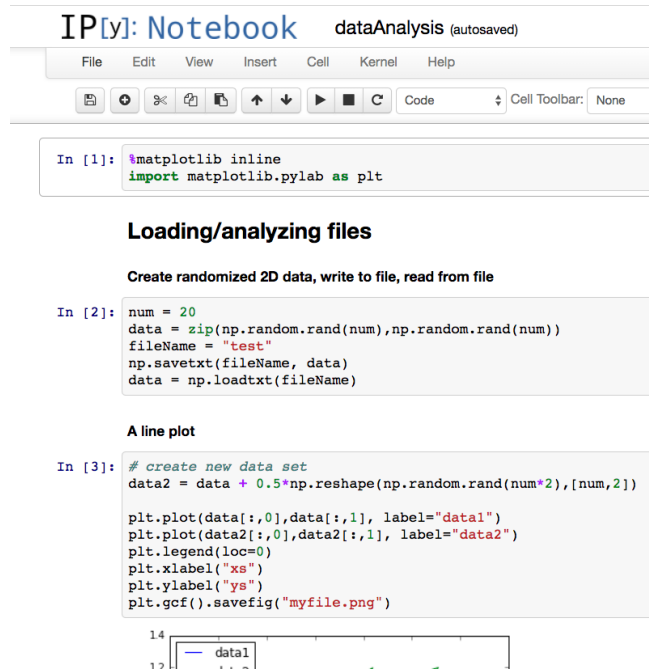 IP[y]: Notebook dataAnalysis (autosaved)
File Edit View Insert Cell Kernel Help
Code Cell Toolbar: None
In [1]: %matplotlib inline
import matplotlib.pylab as plt
Loading/analyzing files
Create randomized 2D data, write to file, read from file
In [2]: num = 20
data = zip(np.random.rand(num),np.random.rand(num))
fileName = "test"
np.savetxt(fileName, data)
data = np.loadtxt(fileName)
A line plot
In [3]: # create new data set
data2 = data + 0.5*np.reshape(np.random.rand(num*2),[num,2])
plt.plot(data[:,0],data[:,1], label="data1")
plt.plot(data2[:,0],data2[:,1], label="data2")
plt.legend(loc=0)
plt.xlabel("xs")
plt.ylabel("ys")
plt.gcf().savefig("myfile.png")
1.4
data1
1.2